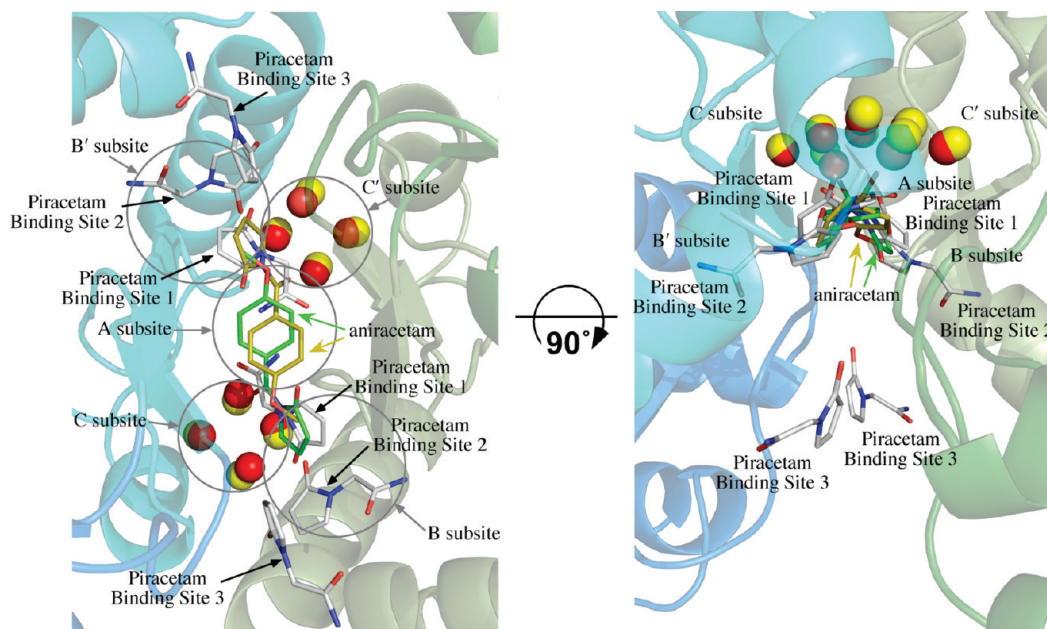 Piracetam
Binding Site 3
B′ subsite
C′ subsite
Piracetam
Binding Site 2
Piracetam
Binding Site 1
A subsite
aniracetam
Piracetam
Binding Site 1
C subsite
Piracetam
Binding Site 2
B subsite
Piracetam
Binding Site 3
90°
C subsite
C′ subsite
Piracetam
Binding Site 1
A subsite
Piracetam
Binding Site 1
B′ subsite
B subsite
Piracetam
Binding Site 2
aniracetam
Piracetam
Binding Site 2
Piracetam
Binding Site 3
Piracetam
Binding Site 3